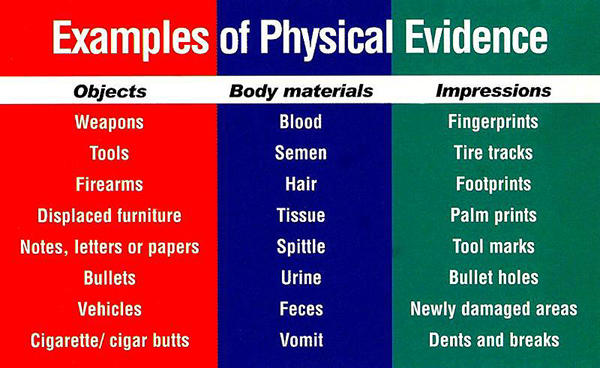 Examples of Physical Evidence
Objects Body materials Impressions
Weapons Blood Fingerprints
Tools Semen Tire tracks
Firearms Hair Footprints
Displaced furniture Tissue Palm prints
Notes, letters or papers Spittle Tool marks
Bullets Urine Bullet holes
Vehicles Feces Newly damaged areas
Cigarette/ cigar butts Vomit Dents and breaks